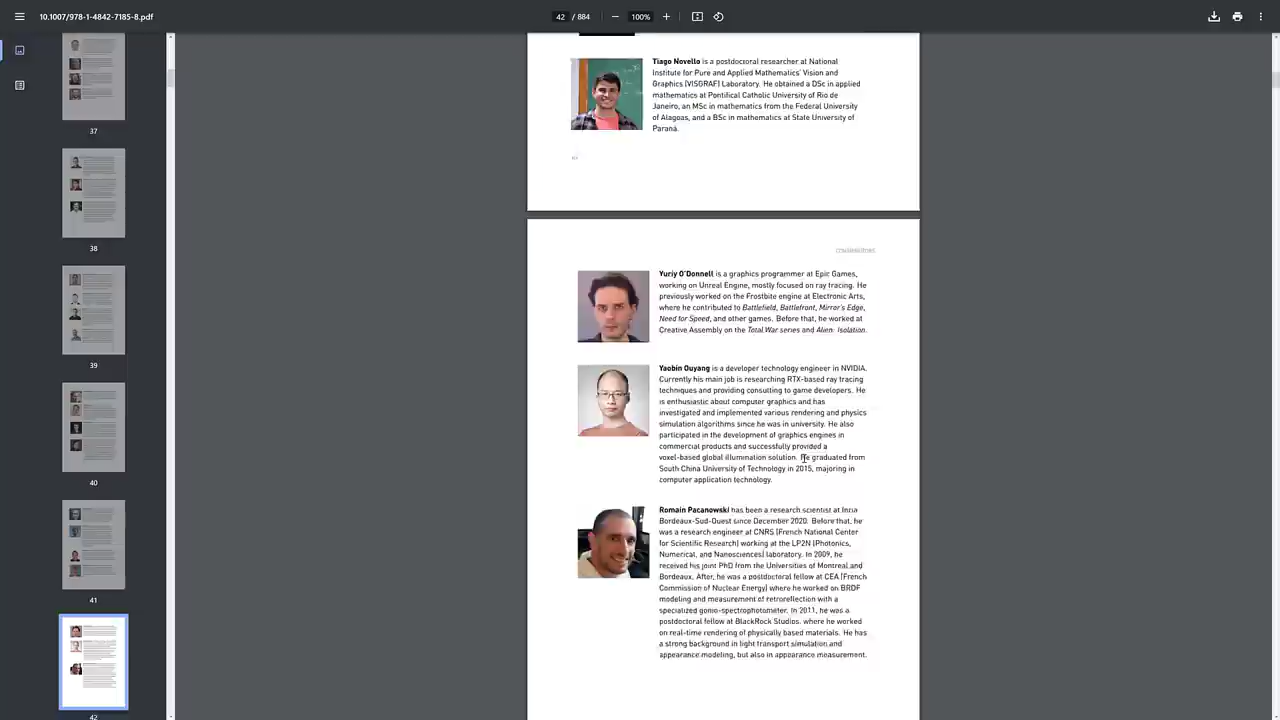 10.1007/978-1-4842-7185-8.pdf
42 / 884
100%
37
38
39
40
41
42
Tiago Novello is a postdoctoral researcher at National
Institute for Pure and Applied Mathematics' Vision and
Graphics (VISGRAF) Laboratory. He obtained a DSc in applied
mathematics at Pontifical Catholic University of Rio de
Janeiro, an MSc in mathematics from the Federal University
of Alagoas, and a BSc in mathematics at State University of
Paraná.
CONTRIBUTORS
Yuriy O'Donnell is a graphics programmer at Epic Games,
working on Unreal Engine, mostly focused on ray tracing. He
previously worked on the Frostbite engine at Electronic Arts,
where he contributed to Battlefield, Battlefront, Mirror's Edge,
Need for Speed, and other games. Before that, he worked at
Creative Assembly on the Total War series and Alien: Isolation.
Yaobin Ouyang is a developer technology engineer in NVIDIA.
Currently his main job is researching RTX-based ray tracing
techniques and providing consulting to game developers. He
is enthusiastic about computer graphics and has
investigated and implemented various rendering and physics
simulation algorithms since he was in university. He also
participated in the development of graphics engines in
commercial products and successfully provided a
voxel-based global illumination solution. He graduated from
South China University of Technology in 2015, majoring in
computer application technology.
Romain Pacanowski has been a research scientist at Inria
Bordeaux-Sud-Ouest since December 2020. Before that, he
was a research engineer at CNRS (French National Center
for Scientific Research) working at the LP2N (Photonics,
Numerical, and Nanosciences) laboratory. In 2009, he
received his joint PhD from the Universities of Montreal and
Bordeaux. After, he was a postdoctoral fellow at CEA (French
Commission of Nuclear Energy) where he worked on BRDF
modeling and measurement of retroreflection with a
specialized gonio-spectrophotometer. In 2011, he was a
postdoctoral fellow at BlackRock Studios, where he worked
on real-time rendering of physically based materials. He has
a strong background in light transport simulation and
appearance modeling, but also in appearance measurement.